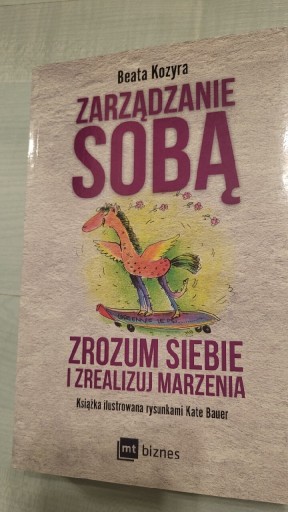 Beata Kozyra
ZARZĄDZANIE
SOBĄ
ZROZUM SIEBIE
I ZREALIZUJ MARZENIA
Książka ilustrowana rysunkami Kate Bauer
mt biznes